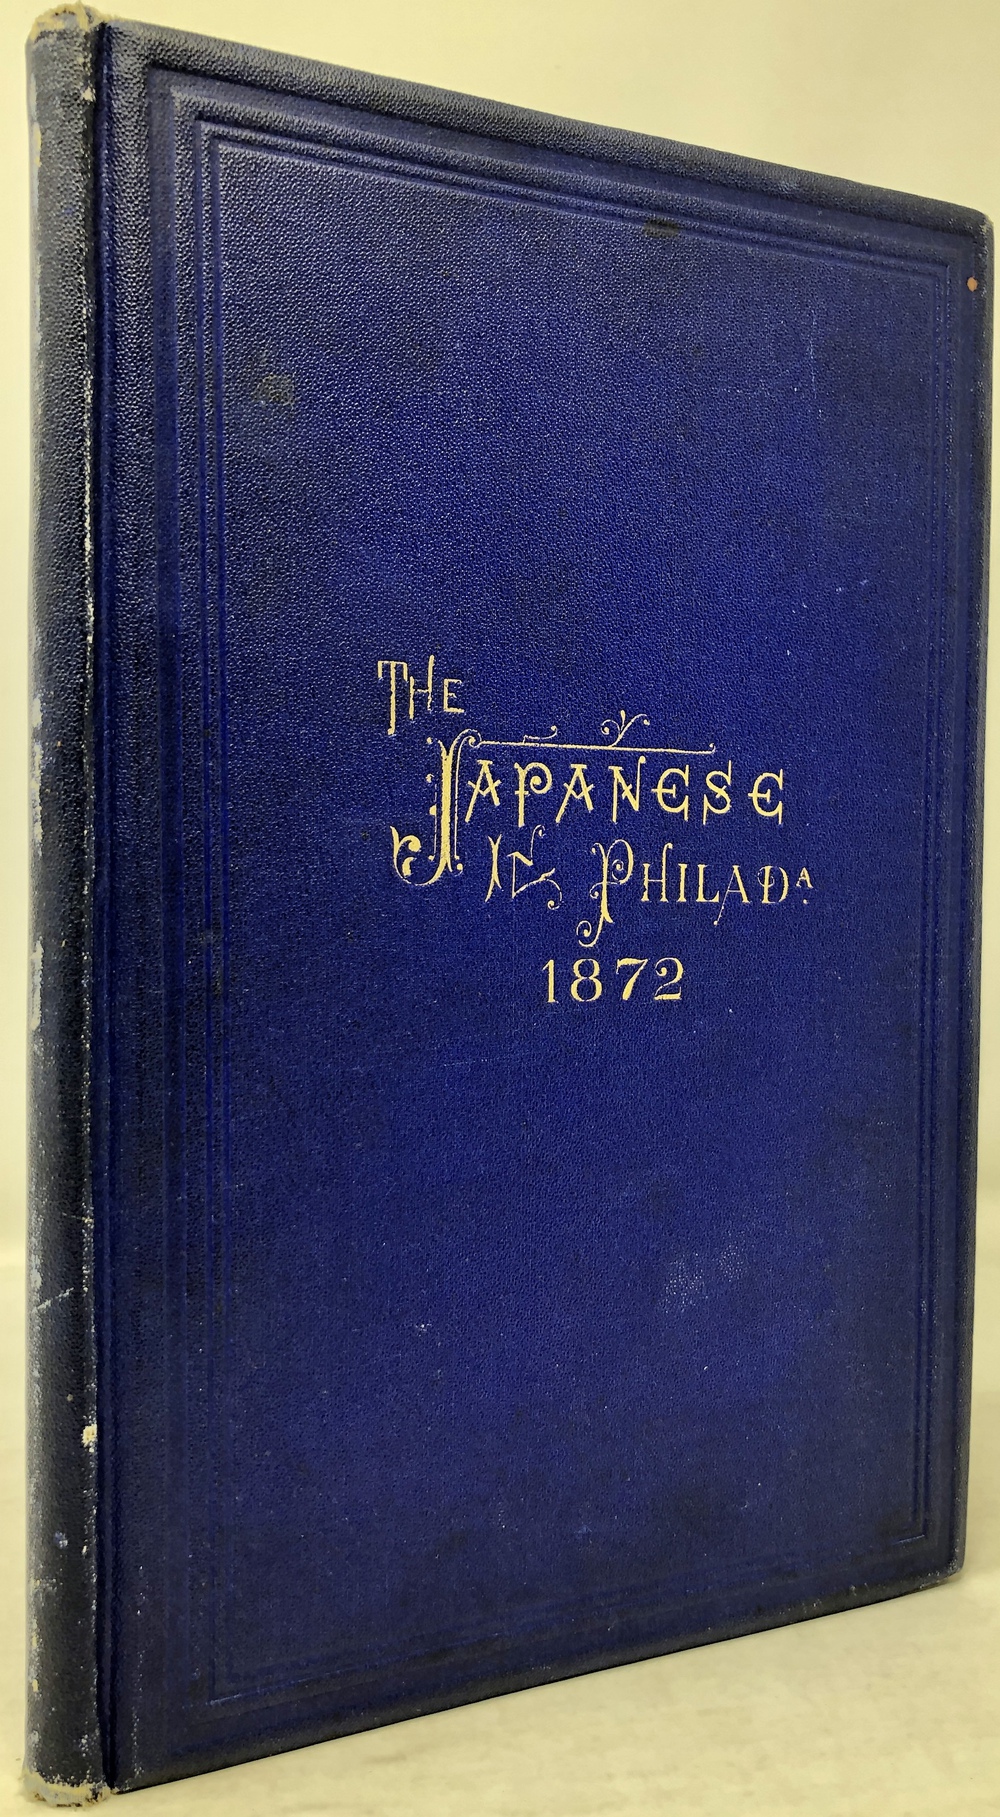 THE
JAPANESE
IN PHILADA.
1872